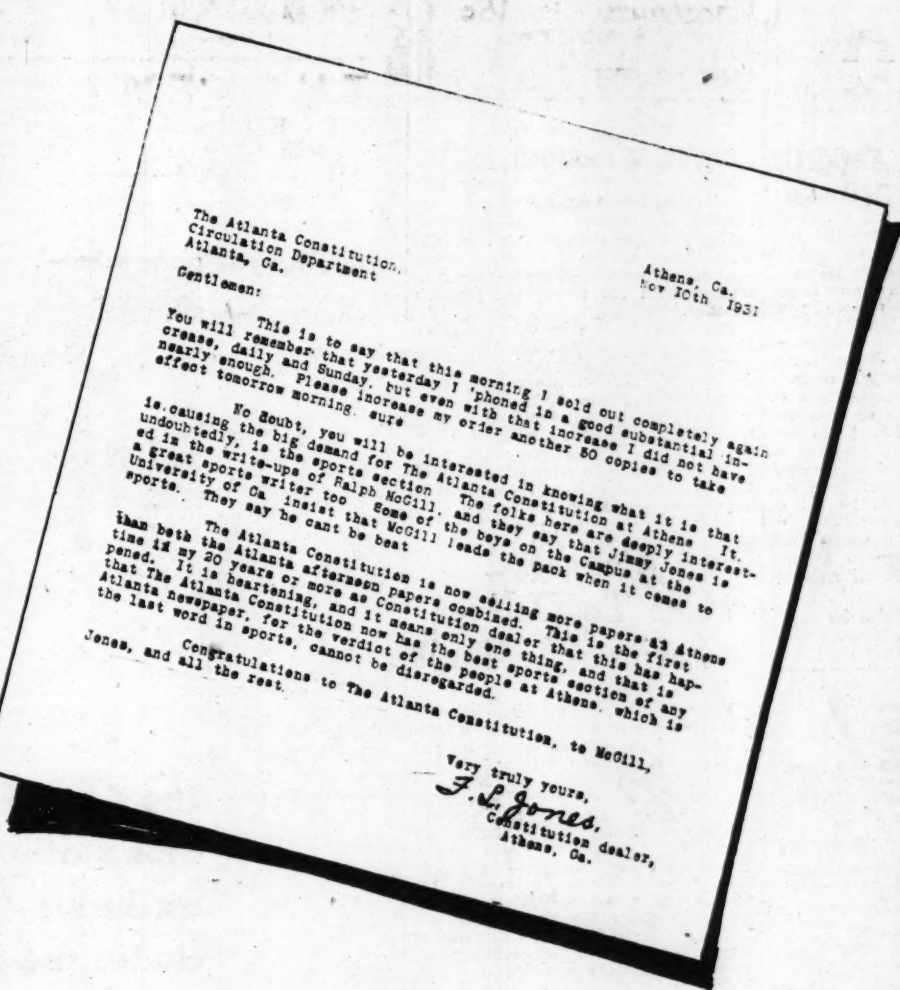 The Atlanta Constitution,
Circulation Department
Atlanta, Ga.
Athens, Ga.
Nov 10th 1931
Gentlemen:
This is to say that this morning I sold out completely again
You will remember that yesterday I 'phoned in a good substantial in-
crease, daily and Sunday, but even with that increase I did not have
nearly enough. Please increase my order another 50 copies to take
effect tomorrow morning, sure
No doubt, you will be interested in knowing what it is that
is causing the big demand for The Atlanta Constitution at Athens It,
undoubtedly, is the sports section The folks here are deeply interest-
ed in the write-ups of Ralph McGill, and they say that Jimmy Jones is
a great sports writer too Some of the boys on the Campus at the
University of Ga insist that McGill leads the pack when it comes to
sports. They say he cant be beat
The Atlanta Constitution is now selling more papers at Athens
than both the Atlanta afternoon papers combined. This is the first
time in my 20 years or more as Constitution dealer that this has hap-
pened. It is heartening, and it means only one thing, and that is
that The Atlanta Constitution now has the best sports section of any
Atlanta newspaper, for the verdict of the people at Athens, which is
the last word in sports, cannot be disregarded.
Congratulations to The Atlanta Constitution, to McGill,
Jones, and all the rest
Very truly yours,
F. L. Jones.
Constitution dealer,
Athens, Ga.